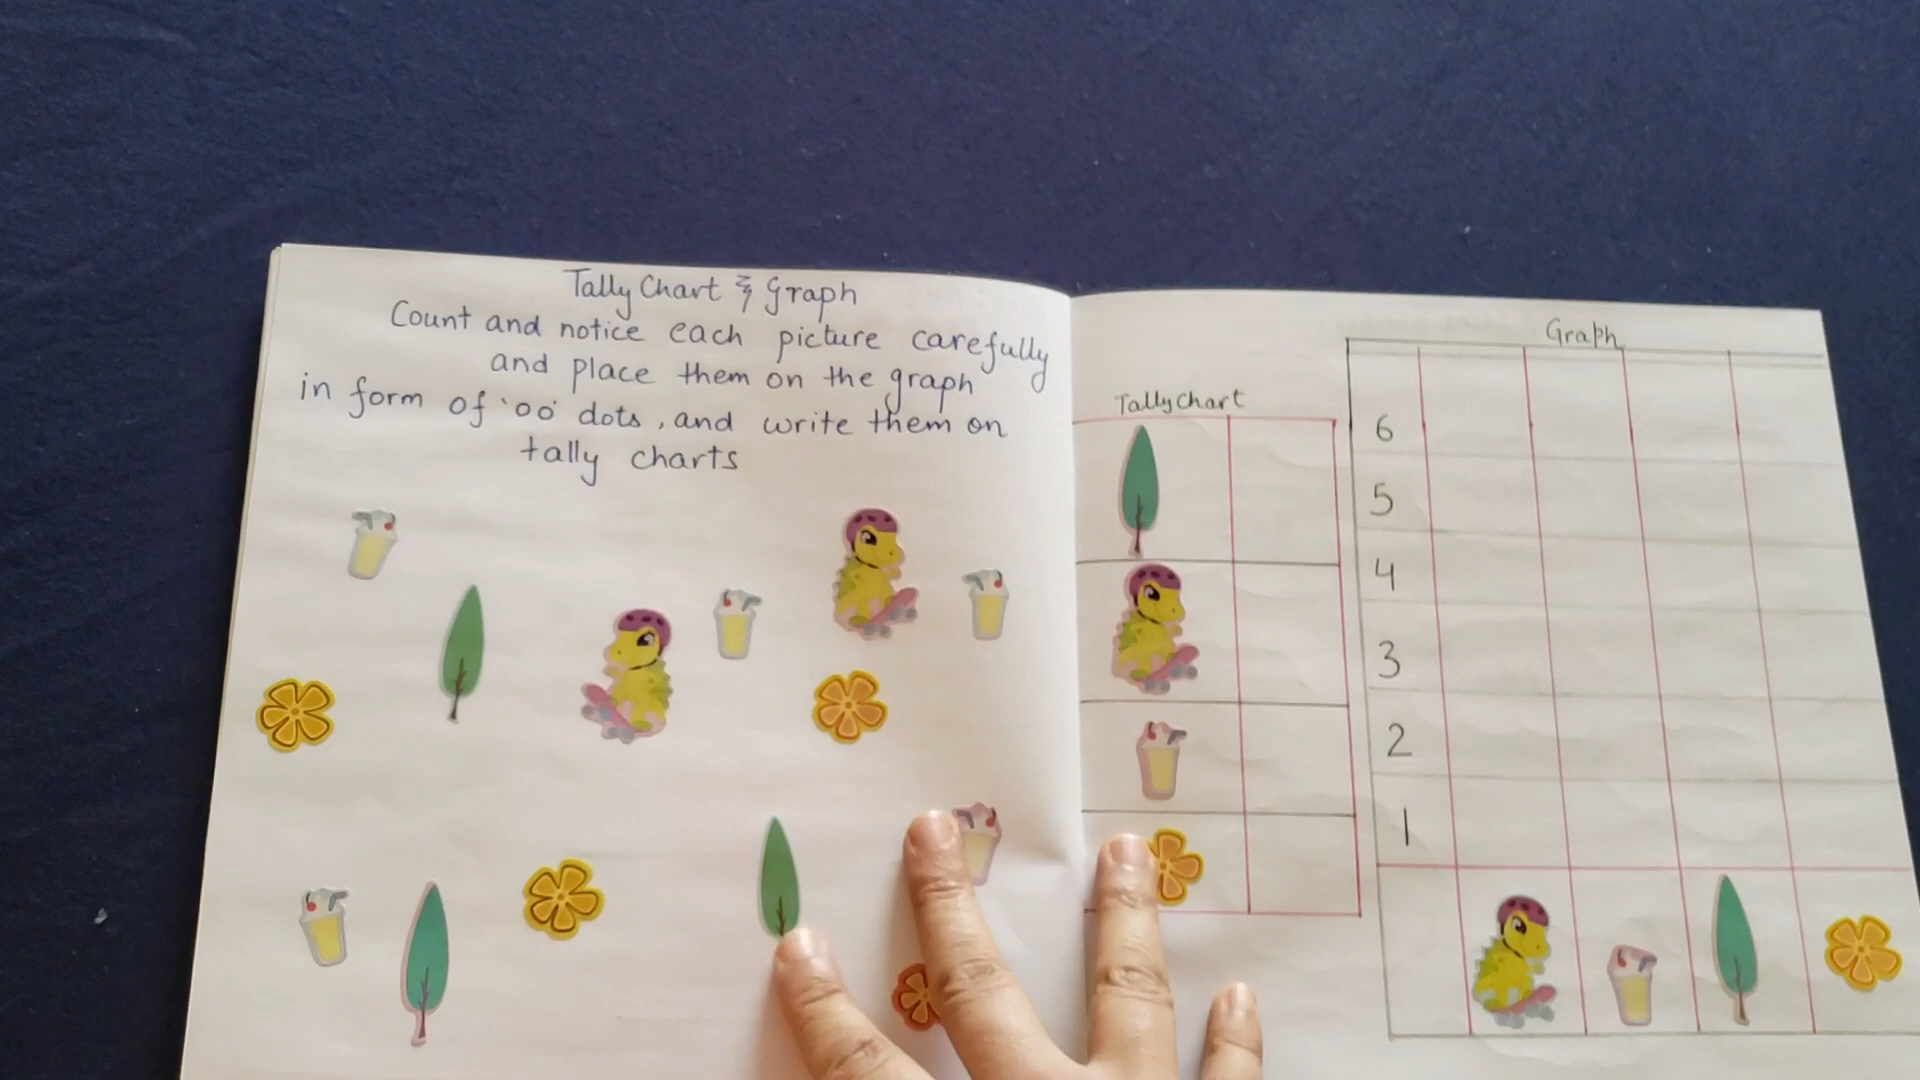 Tally Chart & Graph
Count and notice each picture carefully
and place them on the graph
in form of 'oo' dots, and write them on
tally charts
Tally Chart
Graph
6
5
4
3
2
1